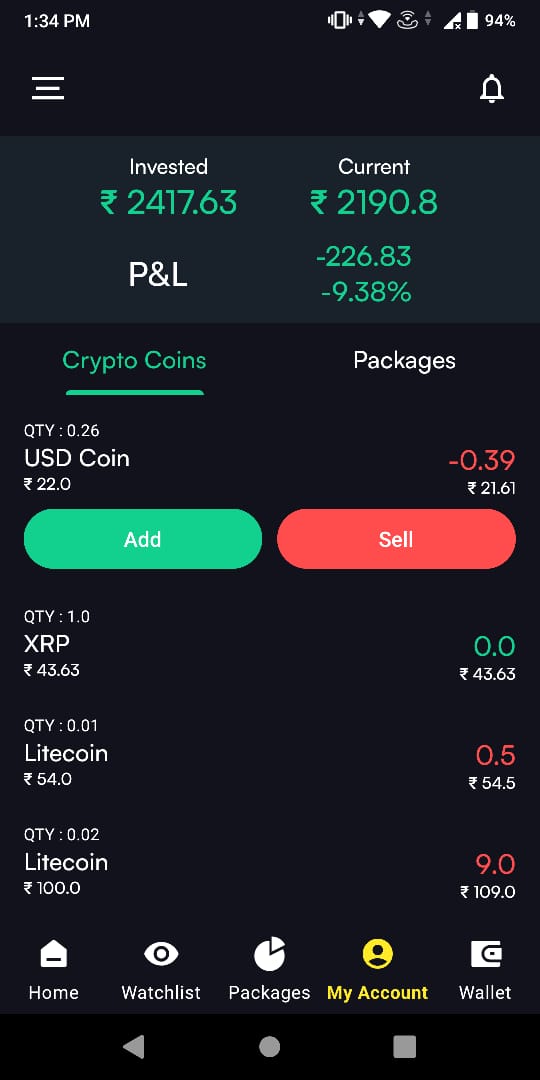 1:34 PM 94%
Invested Current
₹ 2417.63 ₹ 2190.8
P&L -226.83
-9.38%
Crypto Coins Packages
QTY : 0.26
USD Coin -0.39
₹ 22.0 ₹ 21.61
Add Sell
QTY : 1.0
XRP 0.0
₹ 43.63 ₹ 43.63
QTY : 0.01
Litecoin 0.5
₹ 54.0 ₹ 54.5
QTY : 0.02
Litecoin 9.0
₹ 100.0 ₹ 109.0
Home Watchlist Packages My Account Wallet